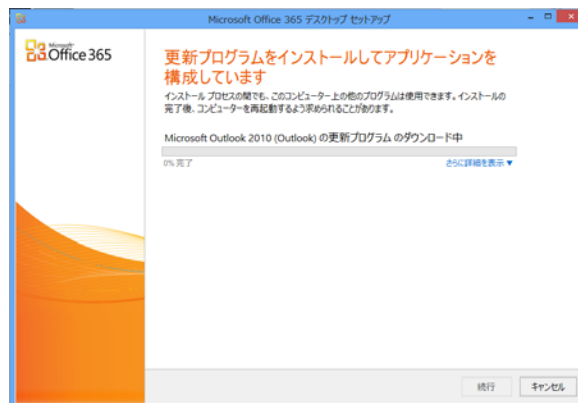 Microsoft Office 365 デスクトップ セットアップ
Microsoft
Office 365
更新プログラムをインストールしてアプリケーションを
構成しています
インストール プロセスの間でも、このコンピューター上の他のプログラムは使用できます。インストールの
完了後、コンピューターを再起動するよう求められることがあります。
Microsoft Outlook 2010 (Outlook) の更新プログラム のダウンロード中
0% 完了
さらに詳細を表示 ▼
続行
キャンセル